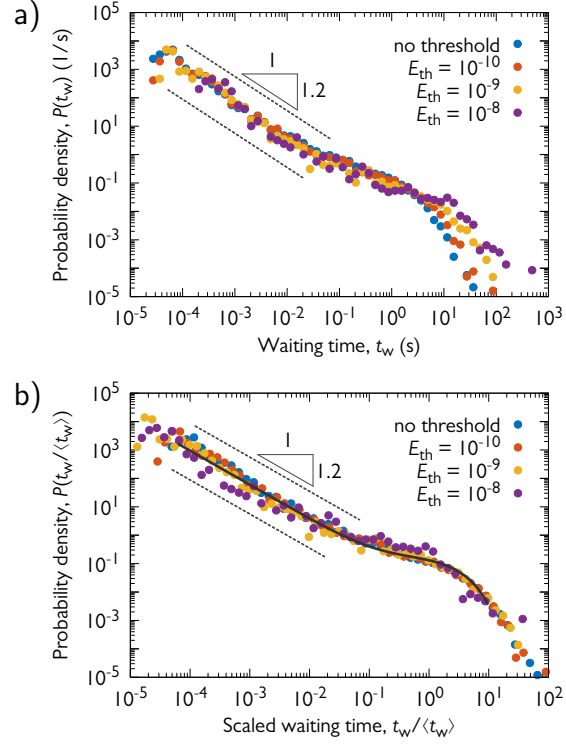 a)
Probability density, P(t_w) (1/s)
10^5
10^3
10^1
10^-1
10^-3
10^-5
1
1.2
no threshold
E_th = 10^-10
E_th = 10^-9
E_th = 10^-8
10^-5 10^-4 10^-3 10^-2 10^-1 10^0 10^1 10^2 10^3
Waiting time, t_w (s)
b)
Probability density, P(t_w/⟨t_w⟩)
10^5
10^3
10^1
10^-1
10^-3
10^-5
1
1.2
no threshold
E_th = 10^-10
E_th = 10^-9
E_th = 10^-8
10^-5 10^-4 10^-3 10^-2 10^-1 10^0 10^1 10^2
Scaled waiting time, t_w/⟨t_w⟩